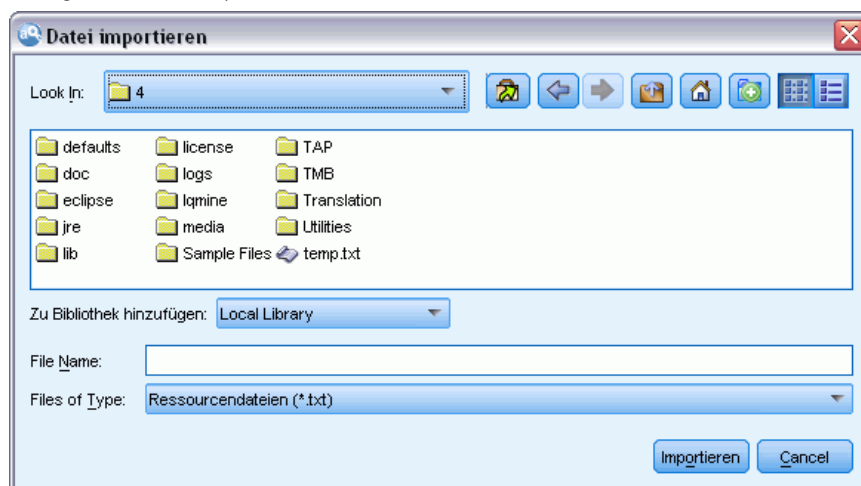 Datei importieren
Look In: 4
defaults license TAP
doc logs TMB
eclipse lqmine Translation
jre media Utilities
lib Sample Files temp.txt
Zu Bibliothek hinzufügen: Local Library
File Name:
Files of Type: Ressourcendateien (*.txt)
Importieren Cancel